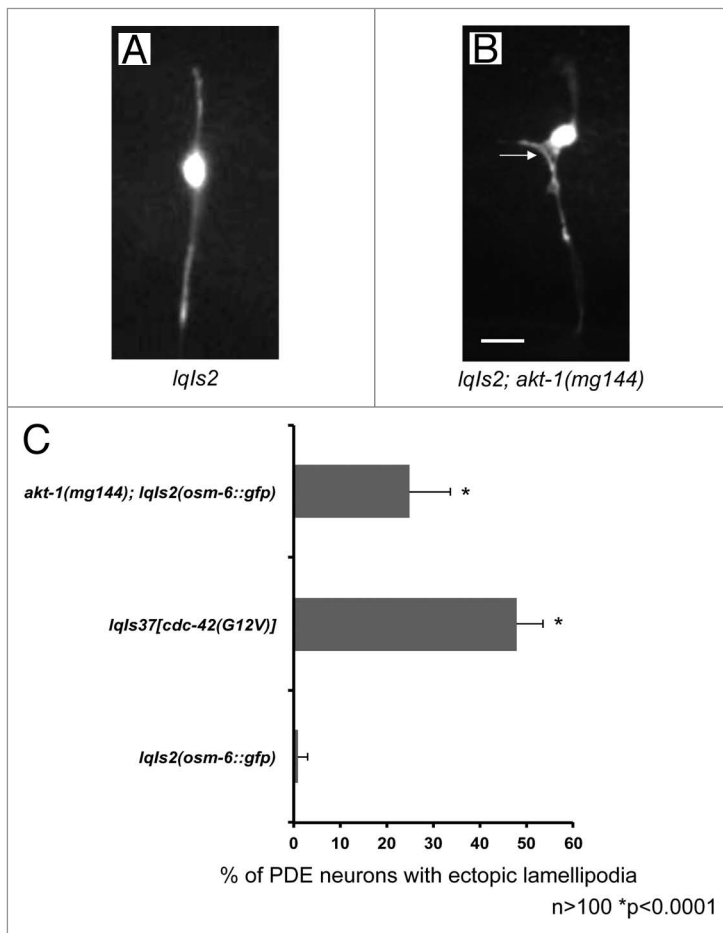 A
B
lqIs2
lqIs2; akt-1(mg144)
C
akt-1(mg144); lqIs2(osm-6::gfp)
*
lqIs37[cdc-42(G12V)]
*
lqIs2(osm-6::gfp)
0 10 20 30 40 50 60
% of PDE neurons with ectopic lamellipodia
n>100 *p<0.0001